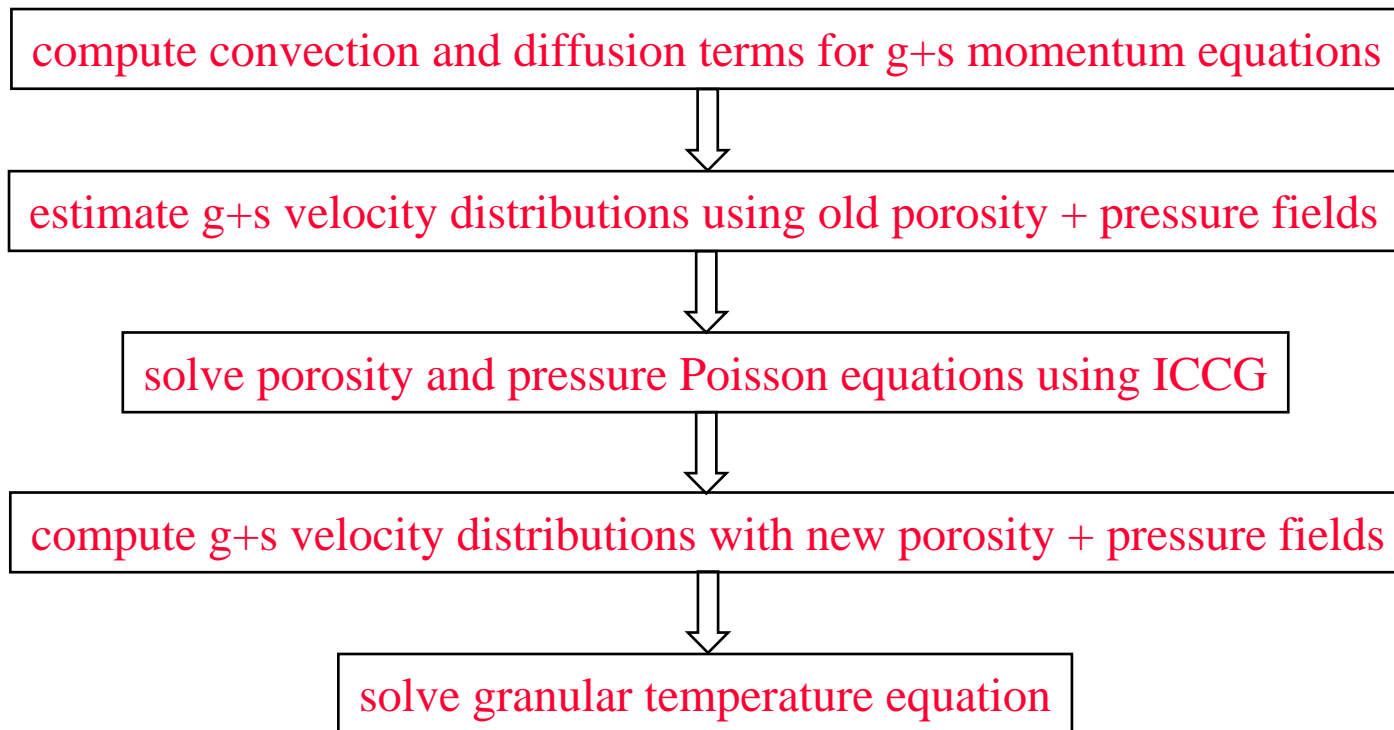 compute convection and diffusion terms for g+s momentum equations
estimate g+s velocity distributions using old porosity + pressure fields
solve porosity and pressure Poisson equations using ICCG
compute g+s velocity distributions with new porosity + pressure fields
solve granular temperature equation